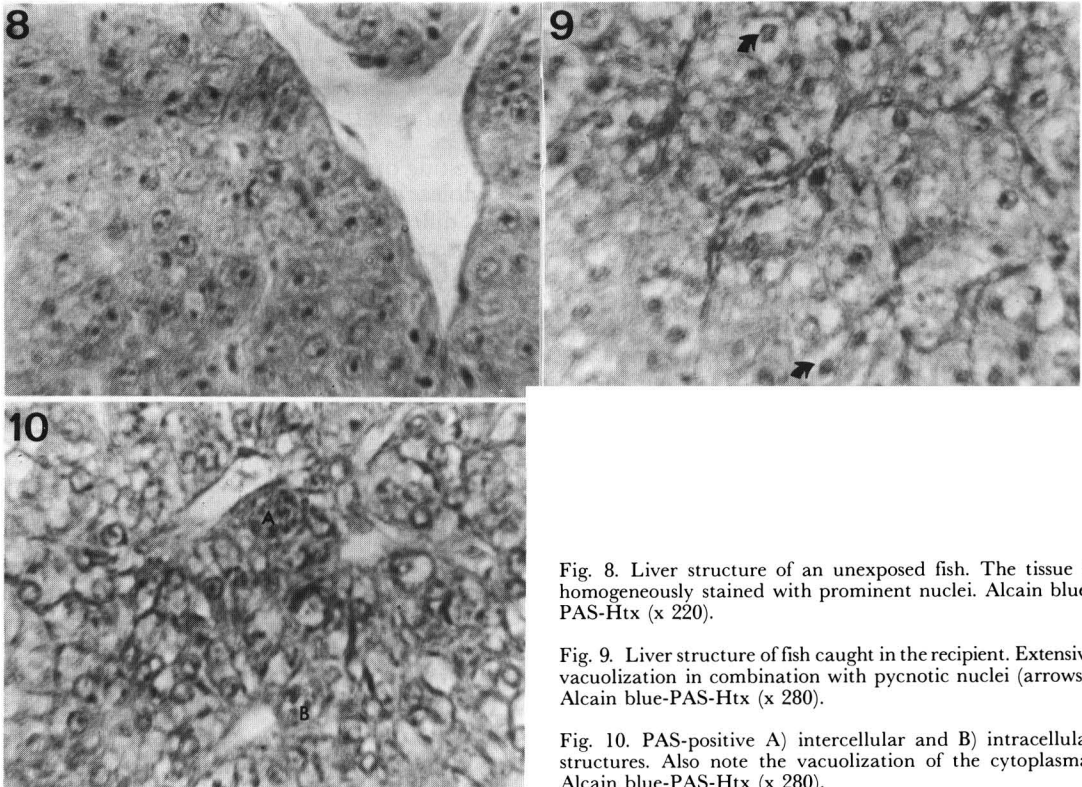 8
9
10
A
B
Fig. 8. Liver structure of an unexposed fish. The tissue
homogeneously stained with prominent nuclei. Alcain blue
PAS-Htx (x 220).
Fig. 9. Liver structure of fish caught in the recipient. Extensiv
vacuolization in combination with pycnotic nuclei (arrows
Alcain blue-PAS-Htx (x 280).
Fig. 10. PAS-positive A) intercellular and B) intracellula
structures. Also note the vacuolization of the cytoplasma
Alcain blue-PAS-Htx (x 280).